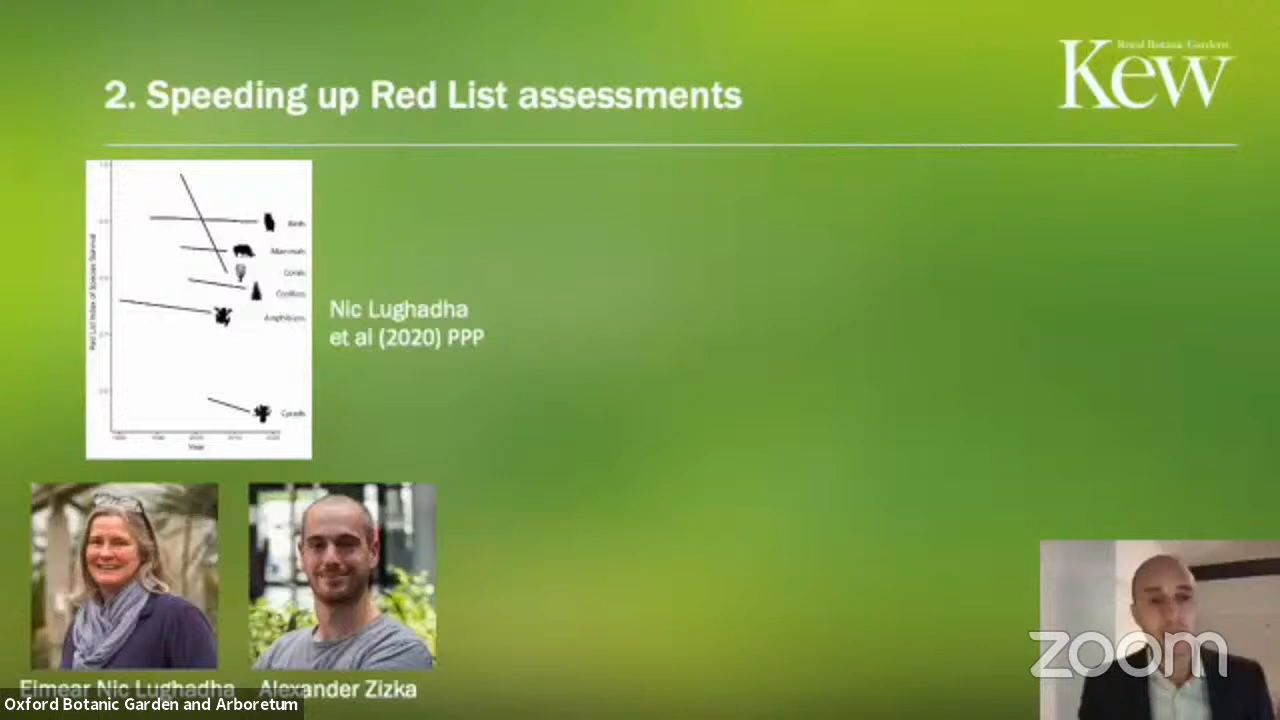 Royal Botanic Gardens
Kew
2. Speeding up Red List assessments
Red List Index of Species Survival
Birds
Mammals
Corals
Conifers
Amphibians
Cycads
Year
Nic Lughadha
et al (2020) PPP
Eimear Nic Lughadha
Alexander Zizka
zoom
Oxford Botanic Garden and Arboretum